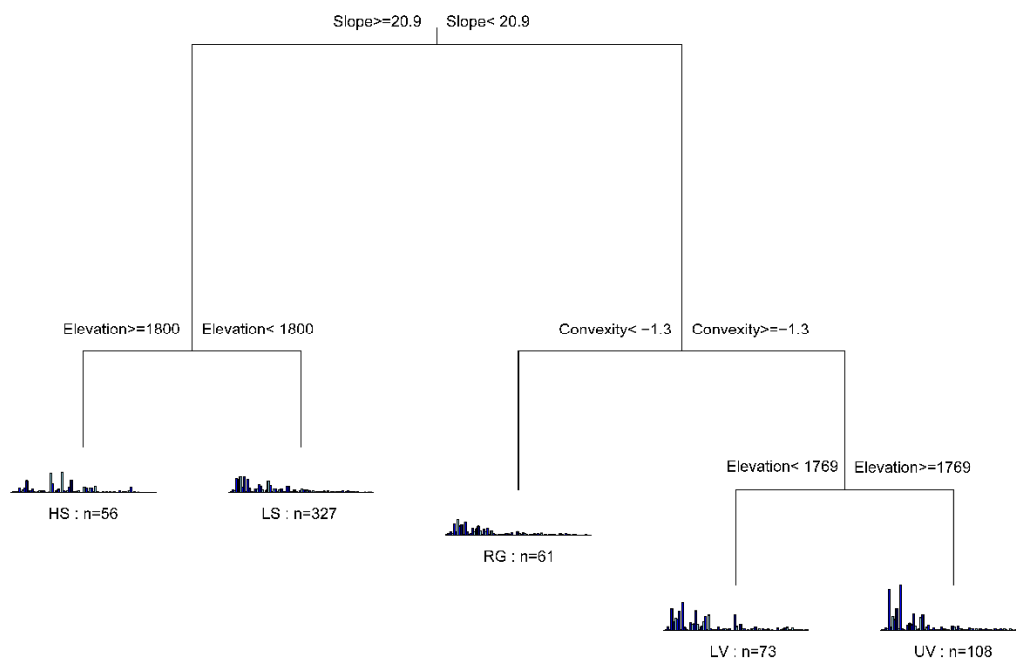 Slope>=20.9 Slope< 20.9
Elevation>=1800 Elevation< 1800
Convexity< −1.3 Convexity>=−1.3
Elevation< 1769 Elevation>=1769
HS : n=56
LS : n=327
RG : n=61
LV : n=73
UV : n=108